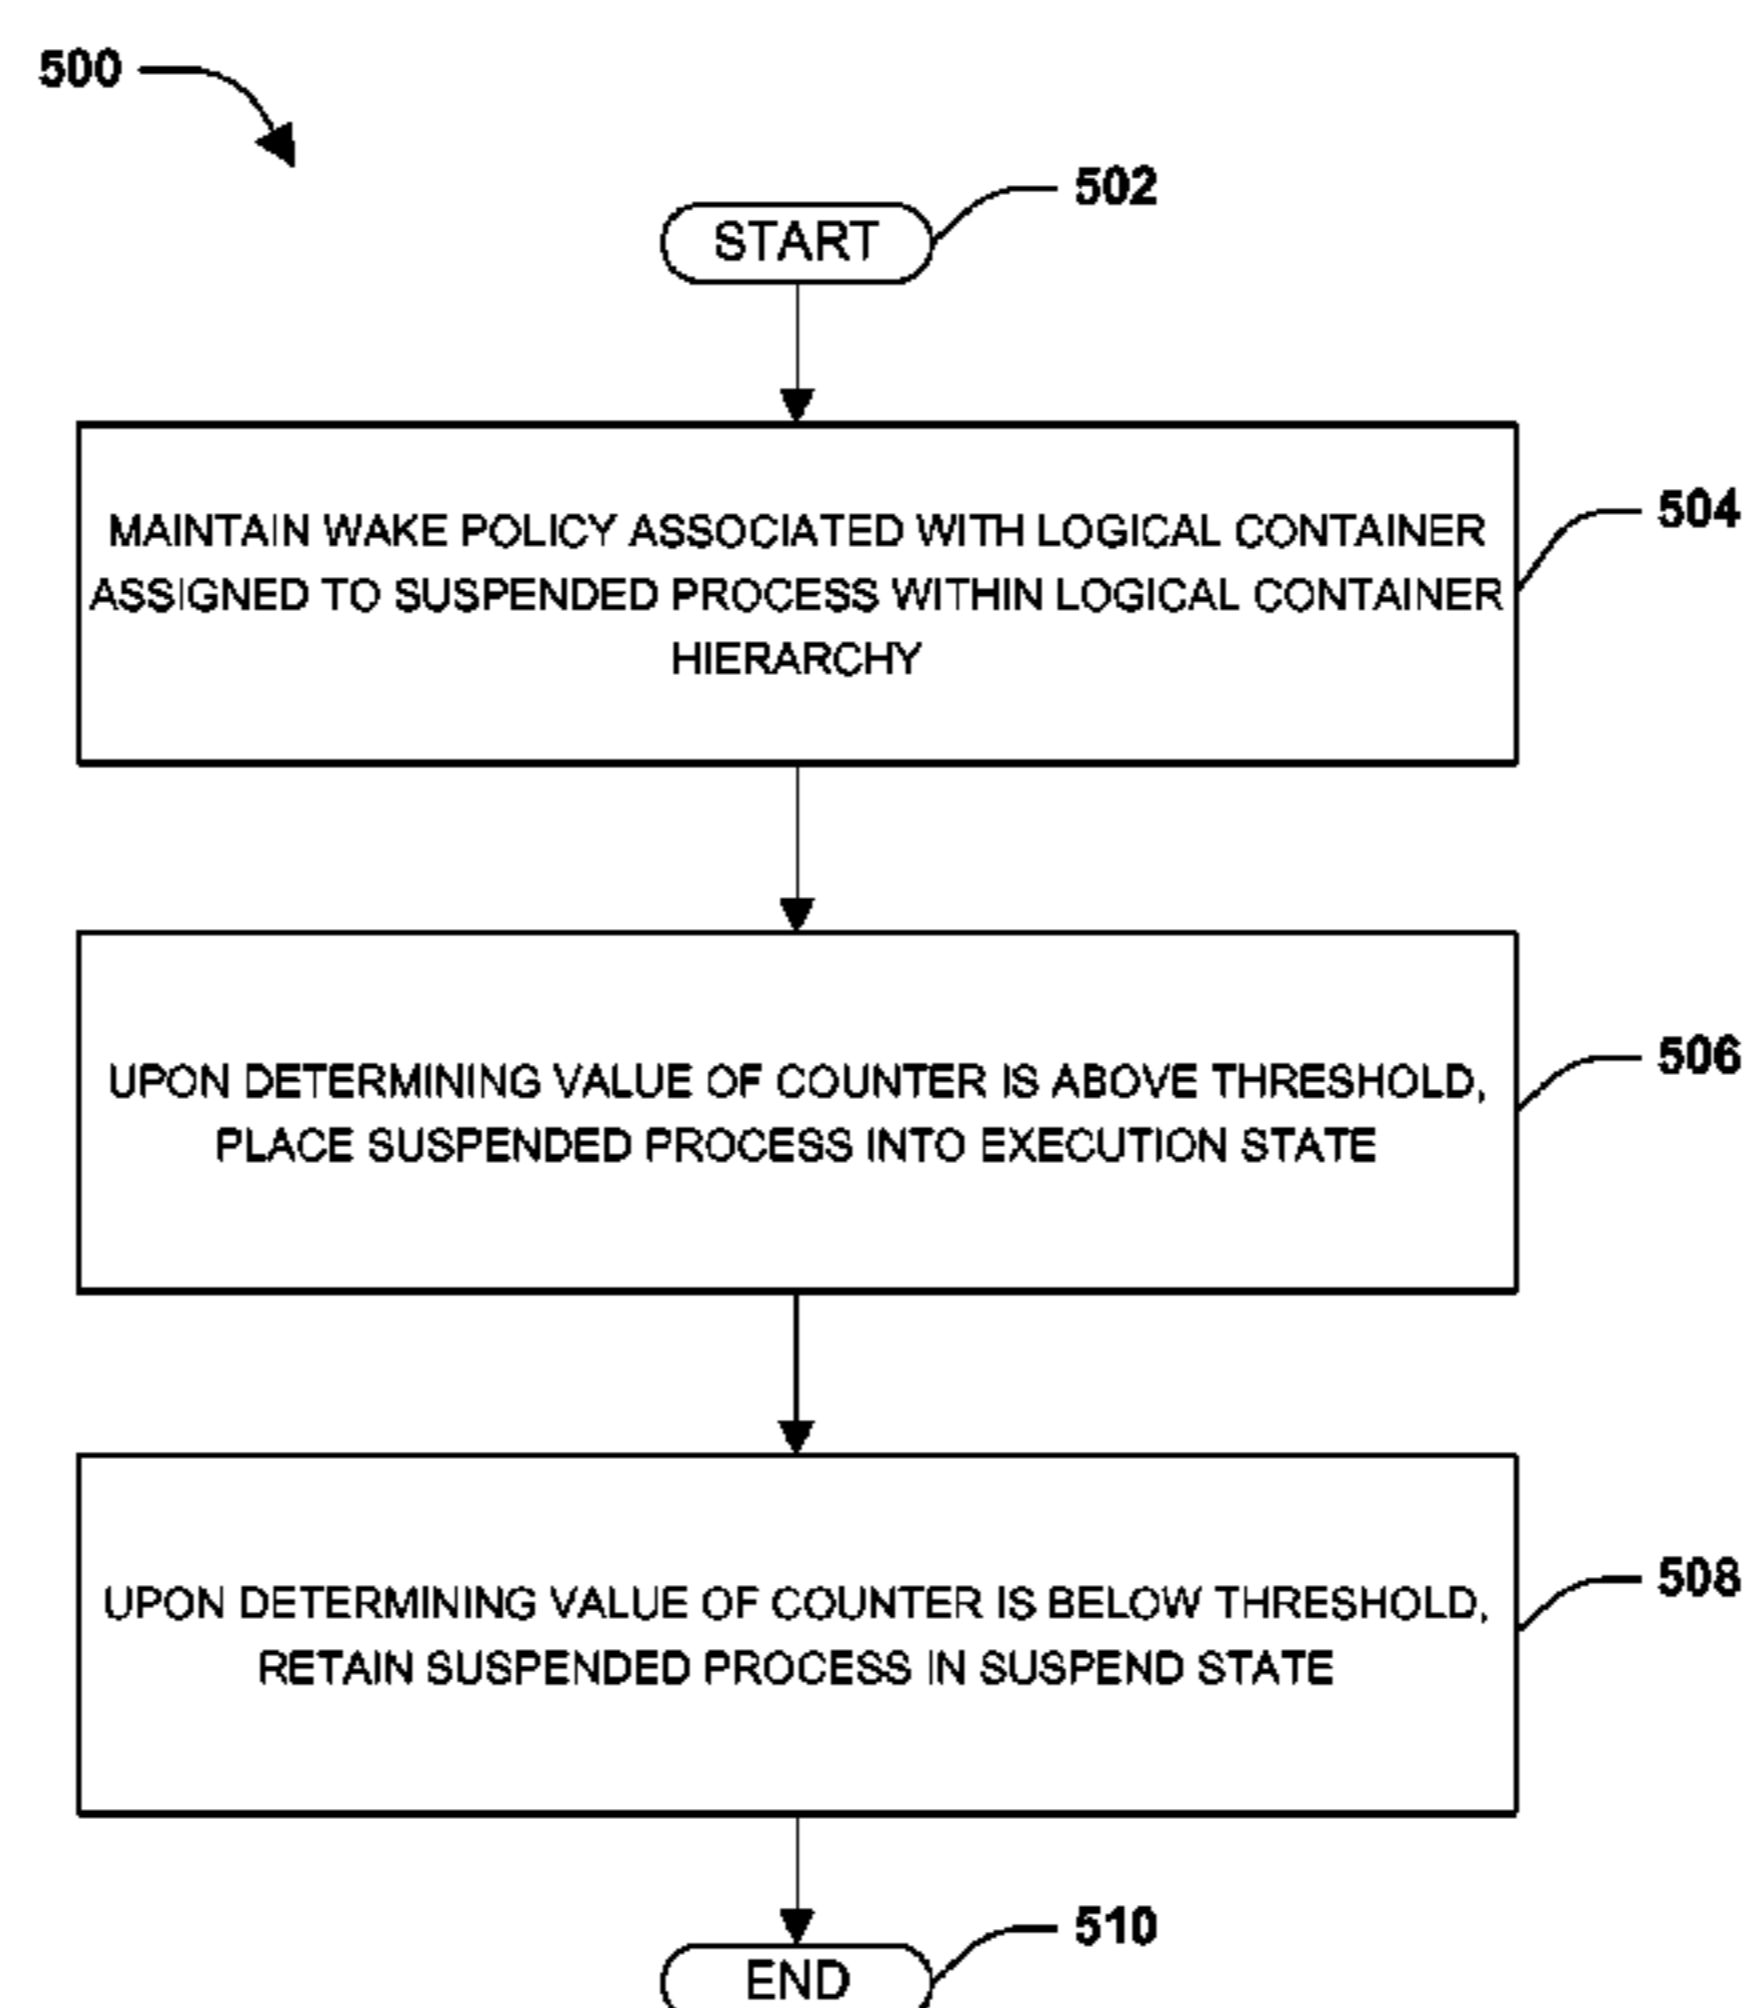 500
502
START
MAINTAIN WAKE POLICY ASSOCIATED WITH LOGICAL CONTAINER
ASSIGNED TO SUSPENDED PROCESS WITHIN LOGICAL CONTAINER
HIERARCHY
504
UPON DETERMINING VALUE OF COUNTER IS ABOVE THRESHOLD,
PLACE SUSPENDED PROCESS INTO EXECUTION STATE
506
UPON DETERMINING VALUE OF COUNTER IS BELOW THRESHOLD,
RETAIN SUSPENDED PROCESS IN SUSPEND STATE
508
510
END